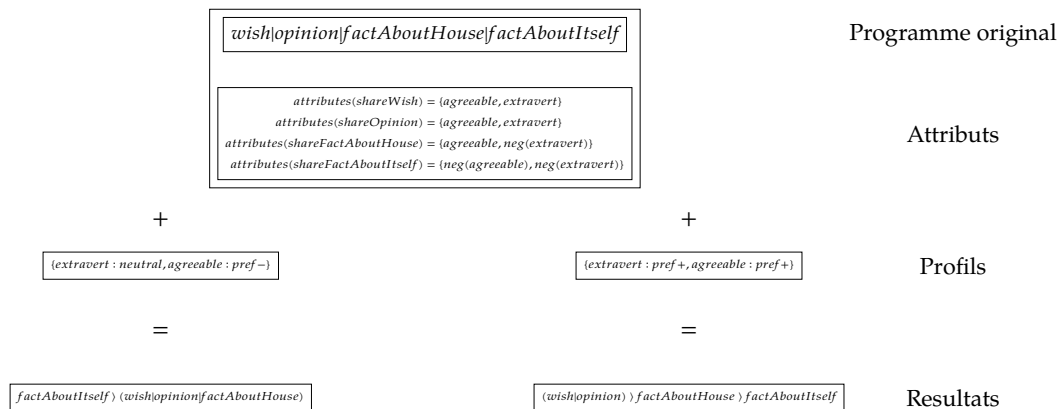 wish|opinion|factAboutHouse|factAboutItself
Programme original
attributes(shareWish) = {agreeable, extravert}
attributes(shareOpinion) = {agreeable, extravert}
attributes(shareFactAboutHouse) = {agreeable, neg(extravert)}
attributes(shareFactAboutItself) = {neg(agreeable), neg(extravert)}
Attributs
+ +
{extravert : neutral, agreeable : pref−} {extravert : pref+, agreeable : pref+} Profils
= =
factAboutItself ⟩ (wish|opinion|factAboutHouse) (wish|opinion) ⟩ factAboutHouse ⟩ factAboutItself Resultats